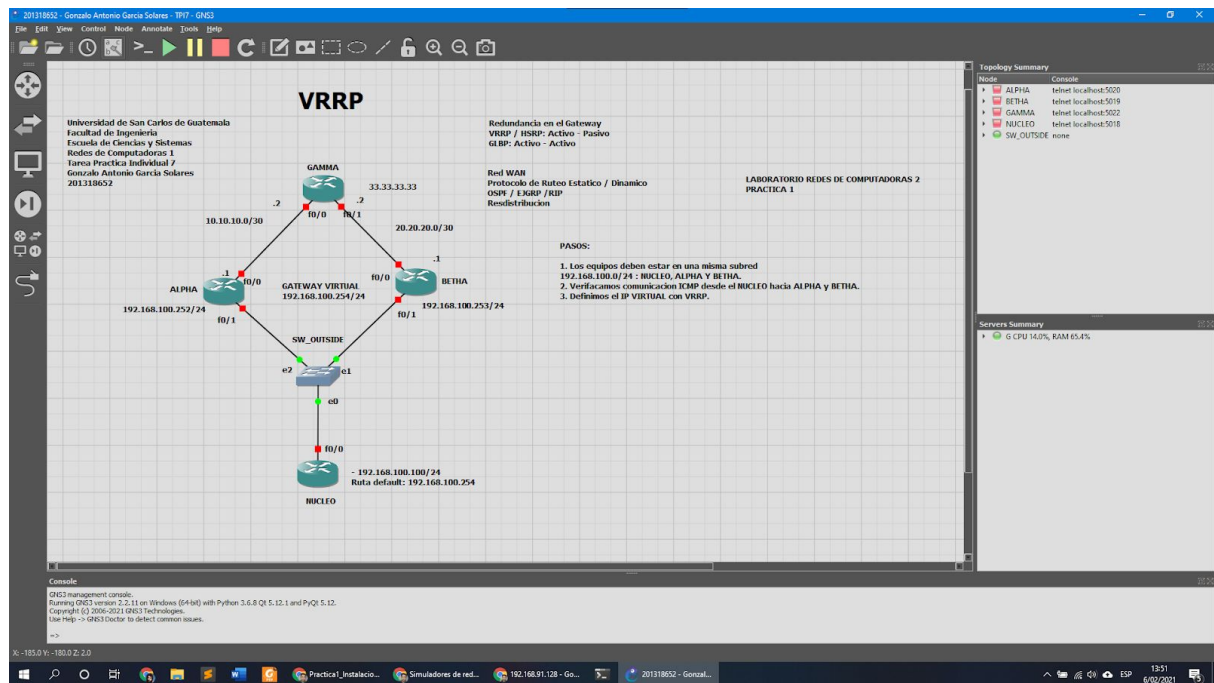 201318652 - Gonzalo Antonio Garcia Solares - TPI7 - GNS3
File Edit View Control Node Annotate Tools Help
VRRP
Universidad de San Carlos de Guatemala
Facultad de Ingenieria
Escuela de Ciencias y Sistemas
Redes de Computadoras 1
Tarea Practica Individual 7
Gonzalo Antonio Garcia Solares
201318652
Redundancia en el Gateway
VRRP / HSRP: Activo - Pasivo
GLBP: Activo - Activo
Red WAN
Protocolo de Ruteo Estatico / Dinamico
OSPF / EJGRP /RIP
Resdistribucion
LABORATORIO REDES DE COMPUTADORAS 2
PRACTICA 1
PASOS:
1. Los equipos deben estar en una misma subred
192.168.100.0/24 : NUCLEO, ALPHA Y BETHA.
2. Verifacamos comunicacion ICMP desde el NUCLEO hacia ALPHA y BETHA.
3. Definimos el IP VIRTUAL con VRRP.
GAMMA
33.33.33.33
.2
.2
f0/0
f0/1
10.10.10.0/30
20.20.20.0/30
.1
.1
f0/0
f0/0
ALPHA
BETHA
GATEWAY VIRTUAL
192.168.100.254/24
192.168.100.252/24
192.168.100.253/24
f0/1
f0/1
SW_OUTSIDE
e2
e1
e0
f0/0
- 192.168.100.100/24
Ruta default: 192.168.100.254
NUCLEO
Topology Summary
Node Console
ALPHA telnet localhost:5020
BETHA telnet localhost:5019
GAMMA telnet localhost:5022
NUCLEO telnet localhost:5018
SW_OUTSIDE none
Servers Summary
G CPU 14.0%, RAM 65.4%
Console
GNS3 management console.
Running GNS3 version 2.2.11 on Windows (64-bit) with Python 3.6.8 Qt 5.12.1 and PyQt 5.12.
Copyright (c) 2006-2021 GNS3 Technologies.
Use Help -> GNS3 Doctor to detect common issues.
=>
X: -185.0 Y: -180.0 Z: 2.0
Practica1_Instalacio...
Simuladores de red...
192.168.91.128 - Go...
201318652 - Gonzal...
ESP
13:51
6/02/2021